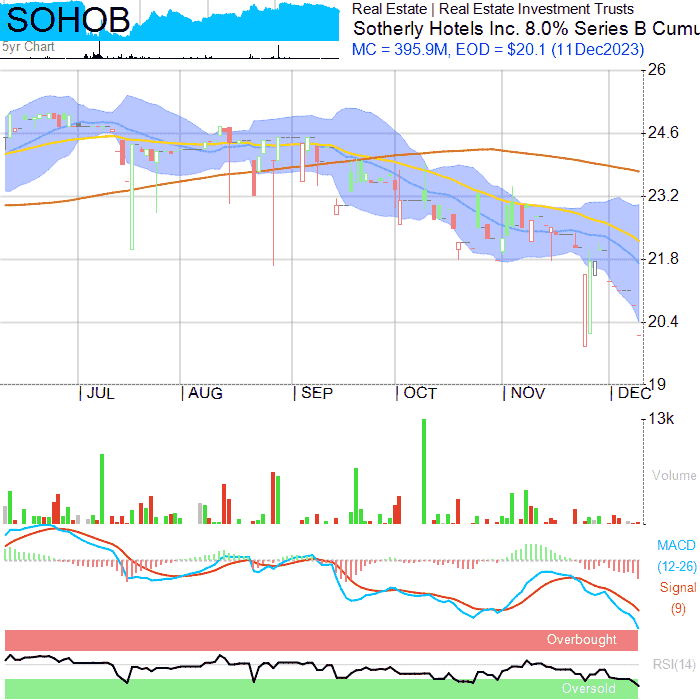 SOHOB
5yr Chart
Real Estate | Real Estate Investment Trusts
Sotherly Hotels Inc. 8.0% Series B Cumu
MC = 395.9M, EOD = $20.1 (11Dec2023)
26
24.6
23.2
21.8
20.4
19
| JUL
| AUG
| SEP
| OCT
| NOV
| DEC
13k
Volume
MACD
(12-26)
Signal
(9)
Overbought
RSI(14)
Oversold